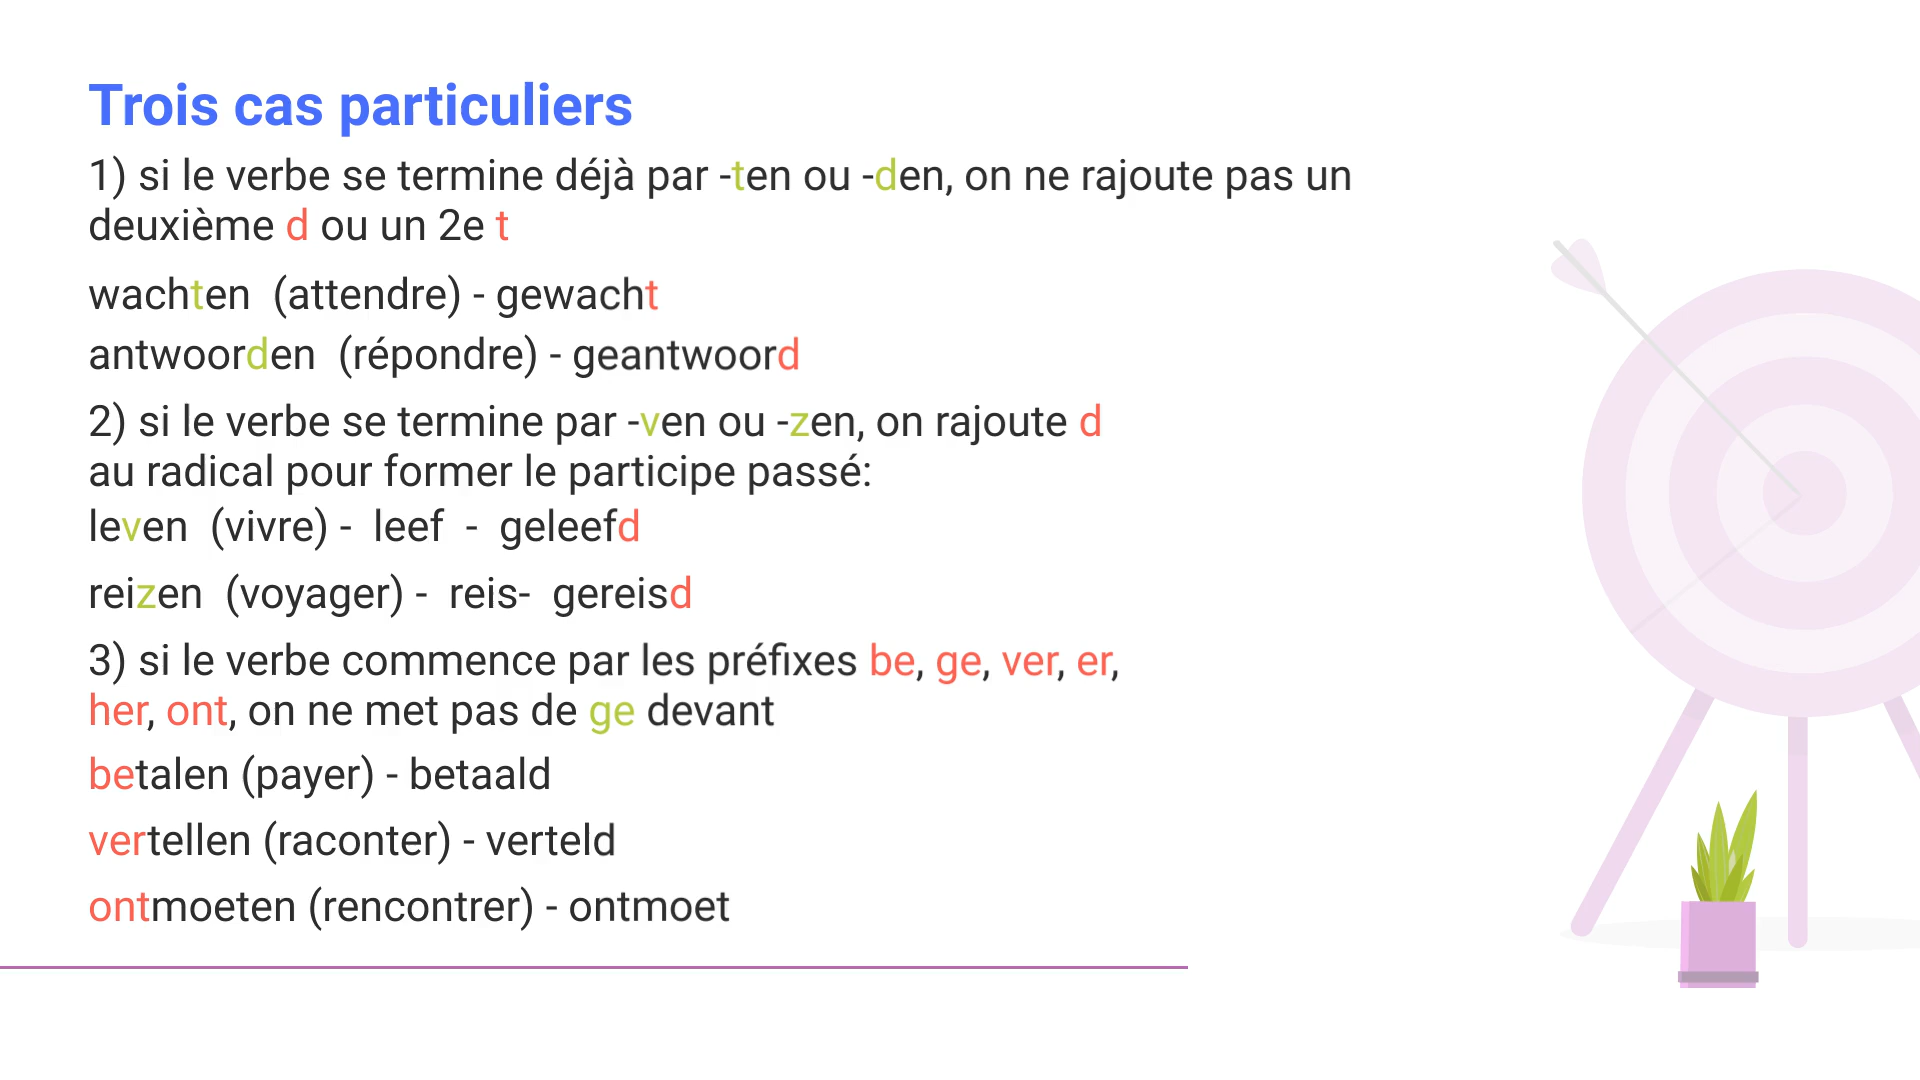 Trois cas particuliers
1) si le verbe se termine déjà par -ten ou -den, on ne rajoute pas un
deuxième d ou un 2e t
wachten (attendre) - gewacht
antwoorden (répondre) - geantwoord
2) si le verbe se termine par -ven ou -zen, on rajoute d
au radical pour former le participe passé:
leven (vivre) - leef - geleefd
reizen (voyager) - reis- gereisd
3) si le verbe commence par les préfixes be, ge, ver, er,
her, ont, on ne met pas de ge devant
betalen (payer) - betaald
vertellen (raconter) - verteld
ontmoeten (rencontrer) - ontmoet